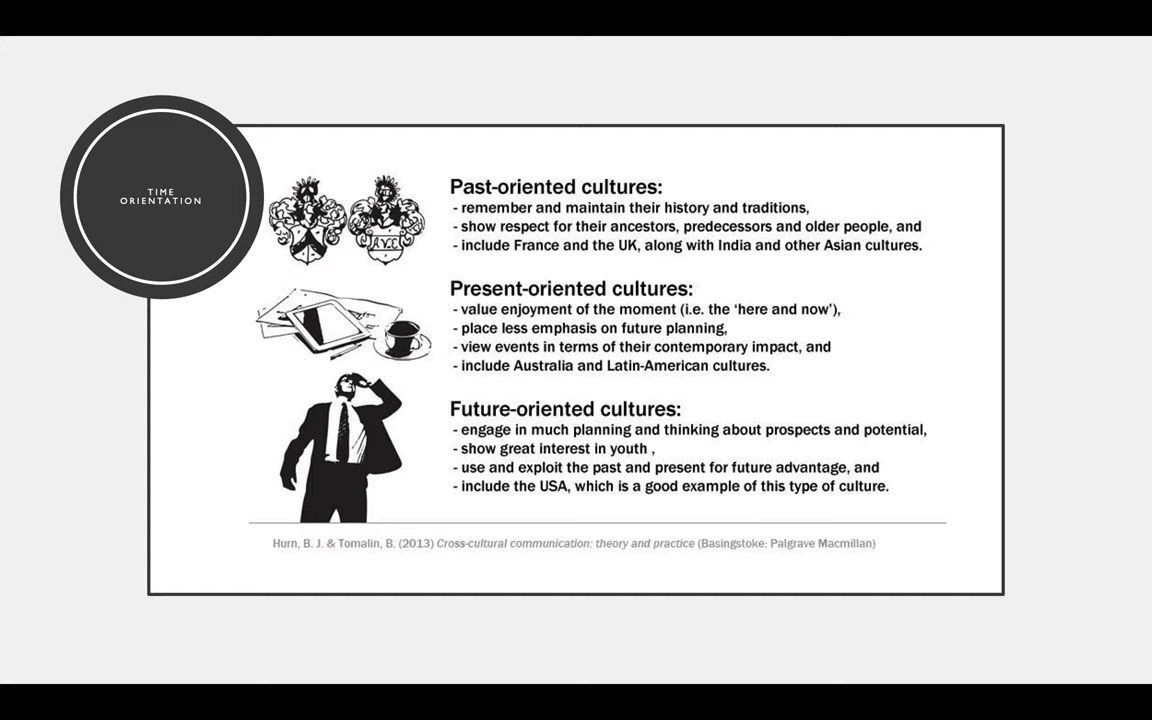 TIME
ORIENTATION
Past-oriented cultures:
- remember and maintain their history and traditions,
- show respect for their ancestors, predecessors and older people, and
- include France and the UK, along with India and other Asian cultures.
Present-oriented cultures:
- value enjoyment of the moment (i.e. the ‘here and now’),
- place less emphasis on future planning,
- view events in terms of their contemporary impact, and
- include Australia and Latin-American cultures.
Future-oriented cultures:
- engage in much planning and thinking about prospects and potential,
- show great interest in youth ,
- use and exploit the past and present for future advantage, and
- include the USA, which is a good example of this type of culture.
Hurn, B. J. & Tomalin, B. (2013) Cross-cultural communication: theory and practice (Basingstoke: Palgrave Macmillan)